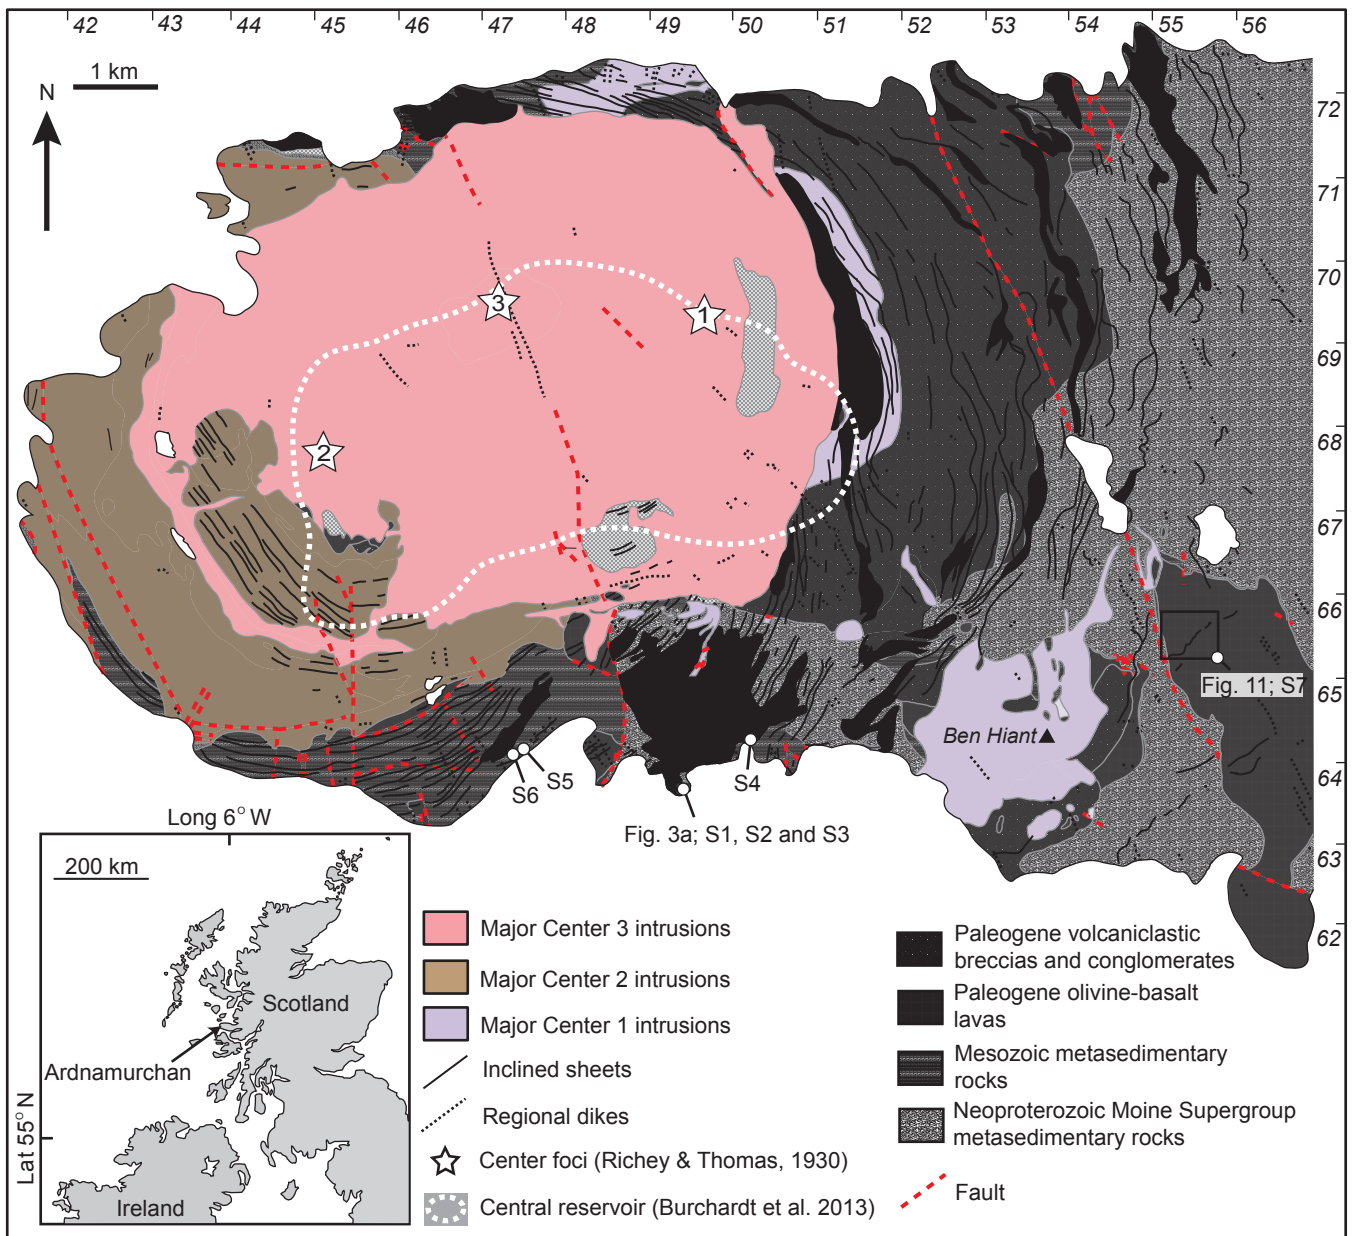 42 43 44 45 46 47 48 49 50 51 52 53 54 55 56
1 km
N
72
71
70
69
68
67
66
65
64
63
62
3
1
2
Fig. 11; S7
Ben Hiant
S6
S5
S4
Fig. 3a; S1, S2 and S3
Long 6° W
200 km
Scotland
Ardnamurchan
Lat 55° N
Ireland
Major Center 3 intrusions
Major Center 2 intrusions
Major Center 1 intrusions
Inclined sheets
Regional dikes
Center foci (Richey & Thomas, 1930)
Central reservoir (Burchardt et al. 2013)
Paleogene volcaniclastic
breccias and conglomerates
Paleogene olivine-basalt
lavas
Mesozoic metasedimentary
rocks
Neoproterozoic Moine Supergroup
metasedimentary rocks
Fault